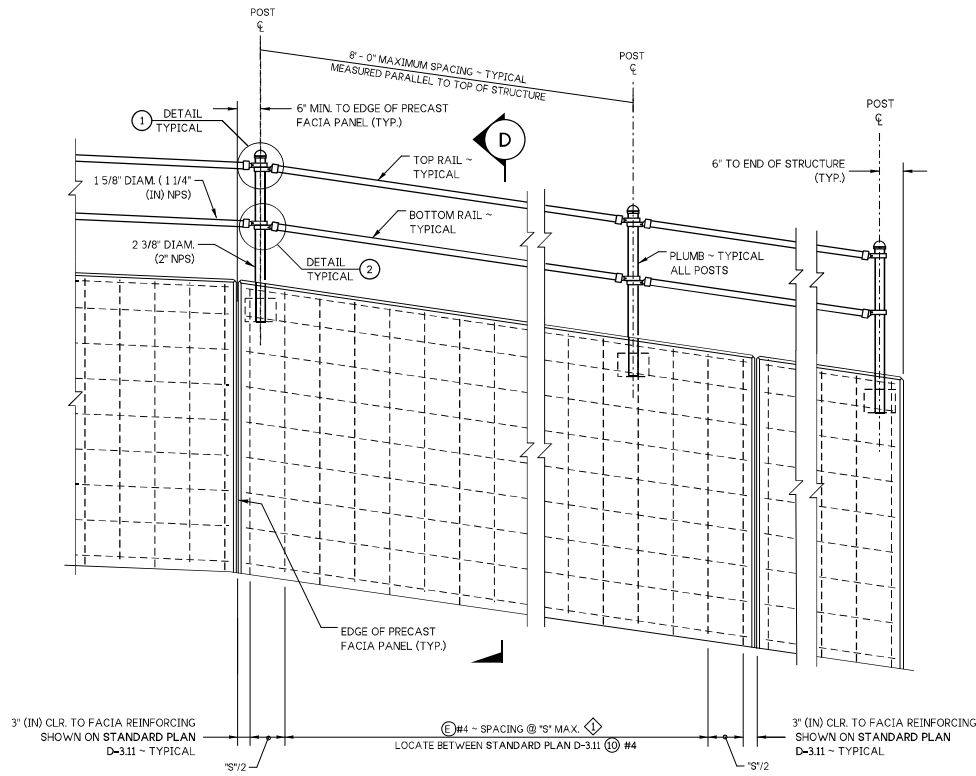 POST
℄
8' - 0" MAXIMUM SPACING ~ TYPICAL
MEASURED PARALLEL TO TOP OF STRUCTURE
POST
℄
POST
℄
6" MIN. TO EDGE OF PRECAST
FACIA PANEL (TYP.)
1 DETAIL
TYPICAL
D
TOP RAIL ~
TYPICAL
6" TO END OF STRUCTURE
(TYP.)
1 5/8" DIAM. ( 1 1/4"
(IN) NPS)
BOTTOM RAIL ~
TYPICAL
2 3/8" DIAM.
(2" NPS)
DETAIL
TYPICAL 2
PLUMB ~ TYPICAL
ALL POSTS
EDGE OF PRECAST
FACIA PANEL (TYP.)
3" (IN) CLR. TO FACIA REINFORCING
SHOWN ON STANDARD PLAN
D-3.11 ~ TYPICAL
"S"/2
E #4 ~ SPACING @ "S" MAX. 1
LOCATE BETWEEN STANDARD PLAN D-3.11 10 #4
"S"/2
3" (IN) CLR. TO FACIA REINFORCING
SHOWN ON STANDARD PLAN
D-3.11 ~ TYPICAL